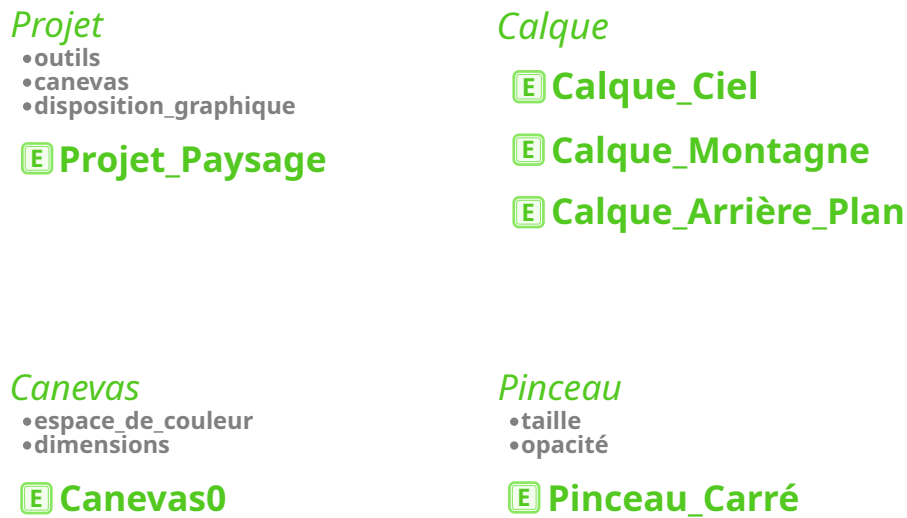 Projet
•outils
•canevas
•disposition_graphique
E Projet_Paysage
Calque
E Calque_Ciel
E Calque_Montagne
E Calque_Arrière_Plan
Canevas
•espace_de_couleur
•dimensions
E Canevas0
Pinceau
•taille
•opacité
E Pinceau_Carré